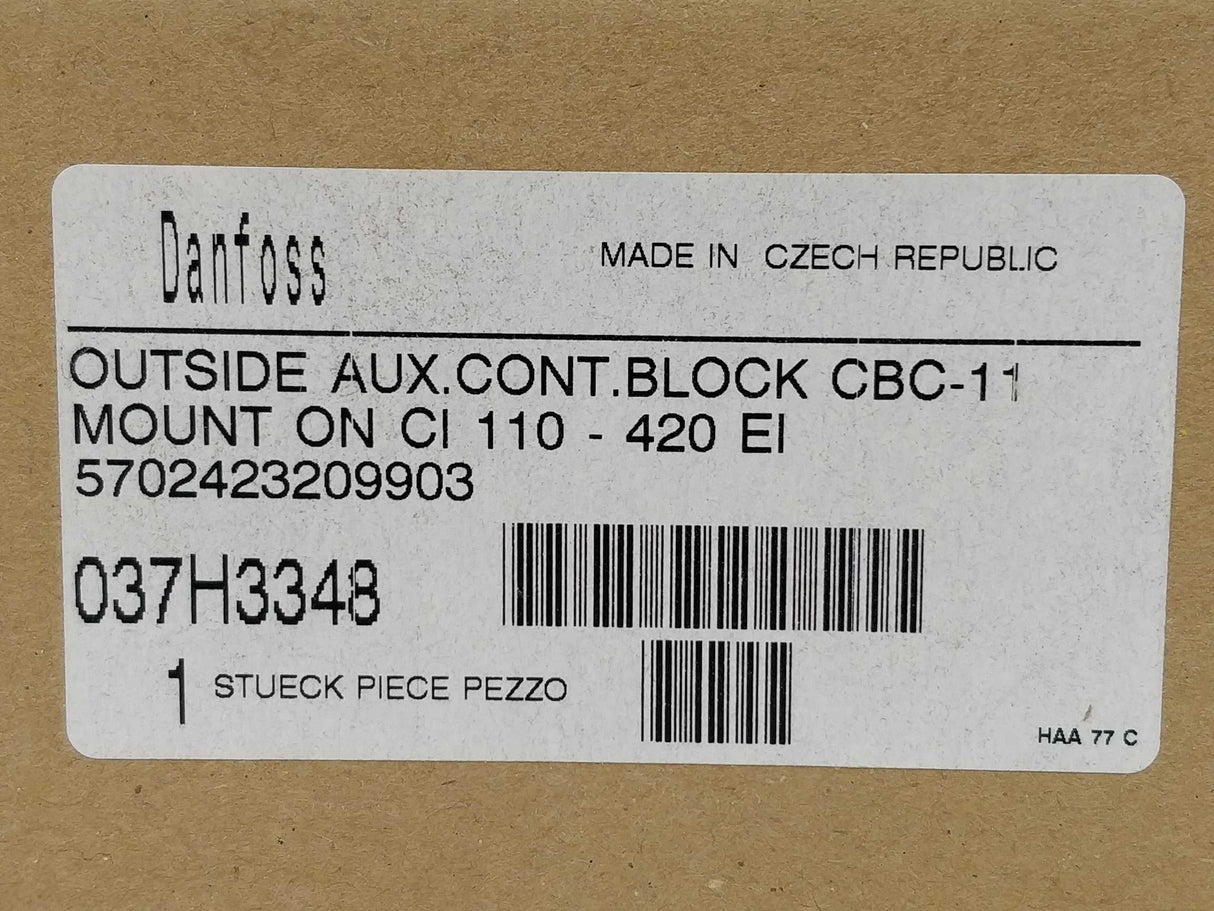 Danfoss
MADE IN CZECH REPUBLIC
OUTSIDE AUX.CONT.BLOCK CBC-11
MOUNT ON CI 110 - 420 EI
5702423209903
037H3348
1 STUECK PIECE PEZZO
HAA 77 C